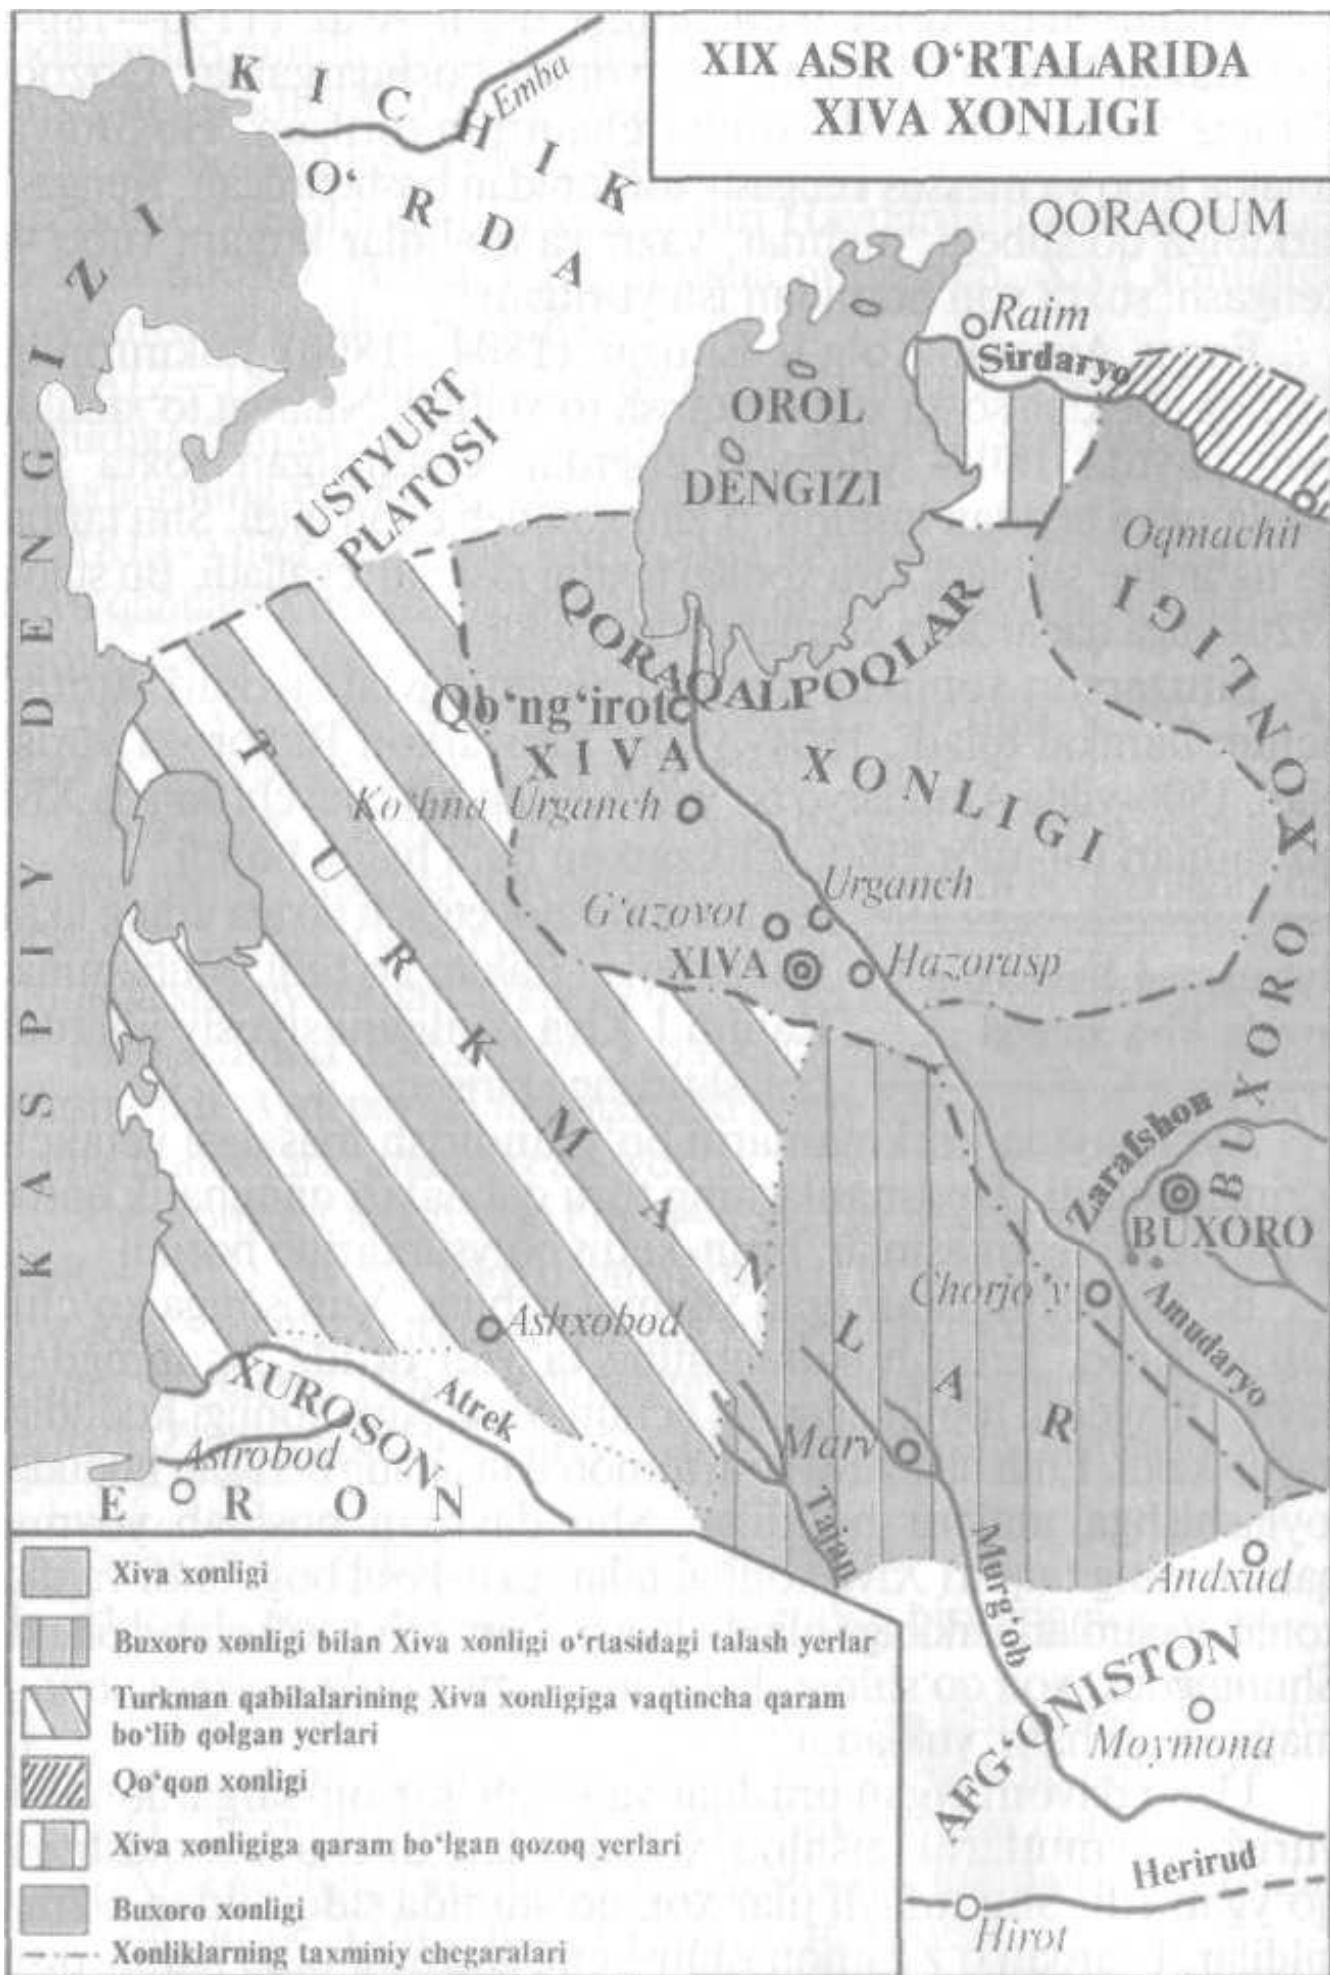 XIX ASR O‘RTALARIDA
XIVA XONLIGI
KICHIK
O‘RDA
Emba
QORAQUM
Raim
Sirdaryo
OROL
DENGIZI
USTYURT
PLATOSI
Oqmachit
KASPIY DENGIZI
QORAQALPOQLAR
Qo‘ng‘irot
XIVA XONLIGI
Ko‘hna Urganch
Urganch
G‘azovot
XIVA
Hazorasp
BUXORO XONLIGI
TURKMANLAR
Zarafshon
BUXORO
Chorjo‘y
Amudaryo
Ashxobod
XUROSON
Atrek
Astrobod
ERON
Marv
Tajan
Murg‘ob
Andxud
AFG‘ONISTON
Moymona
Herirud
Hirot
Xiva xonligi
Buxoro xonligi bilan Xiva xonligi o‘rtasidagi talash yerlar
Turkman qabilalarining Xiva xonligiga vaqtincha qaram
bo‘lib qolgan yerlari
Qo‘qon xonligi
Xiva xonligiga qaram bo‘lgan qozoq yerlari
Buxoro xonligi
Xonliklarning taxminiy chegaralari